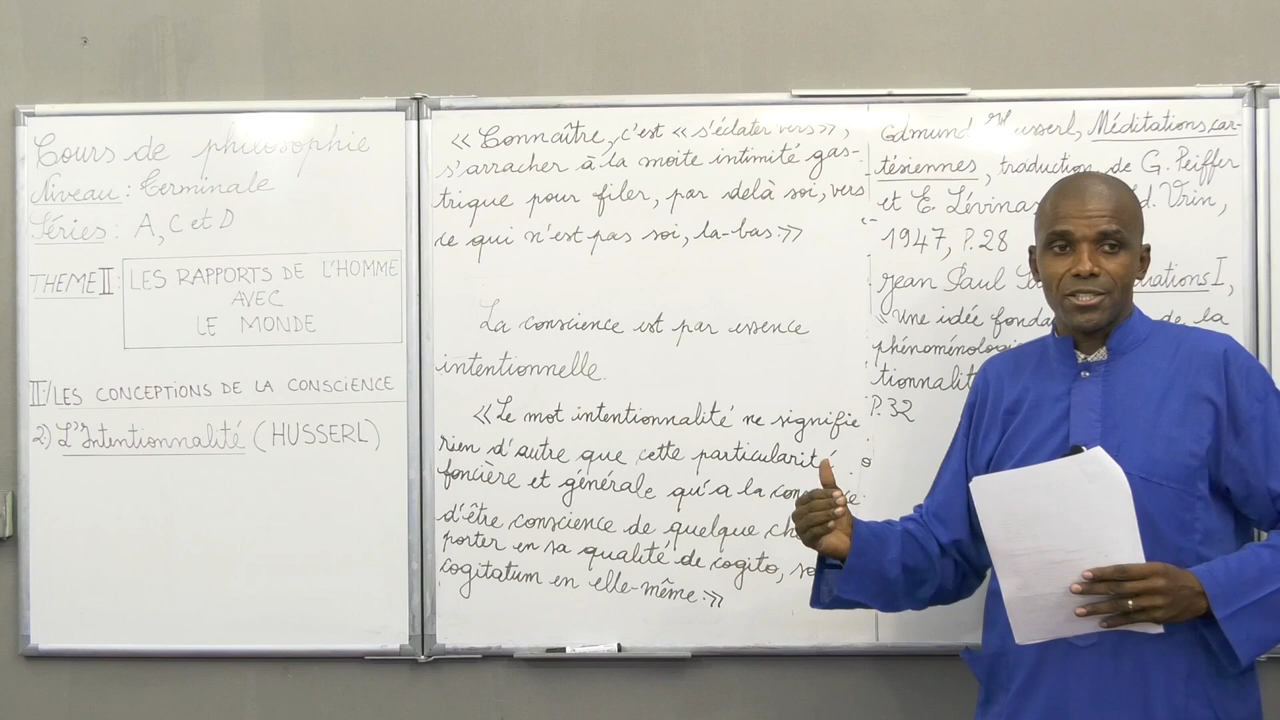 Cours de philosophie
Niveau : Terminale
Séries : A, C et D
THEME II : LES RAPPORTS DE L'HOMME
AVEC
LE MONDE
II/ LES CONCEPTIONS DE LA CONSCIENCE
2.) L'Intentionnalité (HUSSERL)
« Connaître, c'est « s'éclater vers »,
s'arracher à la moite intimité gas-
trique pour filer, par delà soi, vers
ce qui n'est pas soi, la-bas.»
La conscience est par essence
intentionnelle.
« Le mot intentionnalité ne signifie
rien d'autre que cette particularité
foncière et générale qu'a la
d'être conscience de quelque
porter en sa qualité de cogito,
cogitatum en elle-même.»
Edmund Husserl, Méditations car-
tésiennes, traduction de G. Peiffer
et E. Lévinas Vrin,
1947, P.28
Jean Paul I,
« Une idée de la
P.32